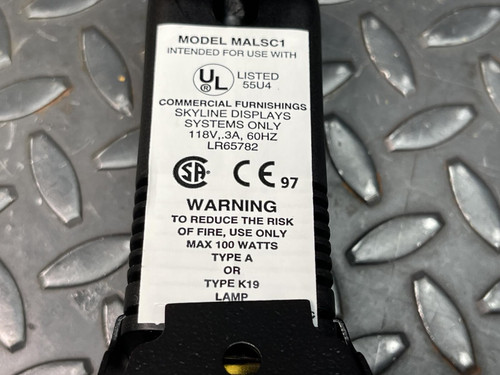 MODEL MALSC1
INTENDED FOR USE WITH
UL LISTED
® 55U4
COMMERCIAL FURNISHINGS
SKYLINE DISPLAYS
SYSTEMS ONLY
118V,.3A, 60HZ
LR65782
SA CE 97
WARNING
TO REDUCE THE RISK
OF FIRE, USE ONLY
MAX 100 WATTS
TYPE A
OR
TYPE K19
LAMP